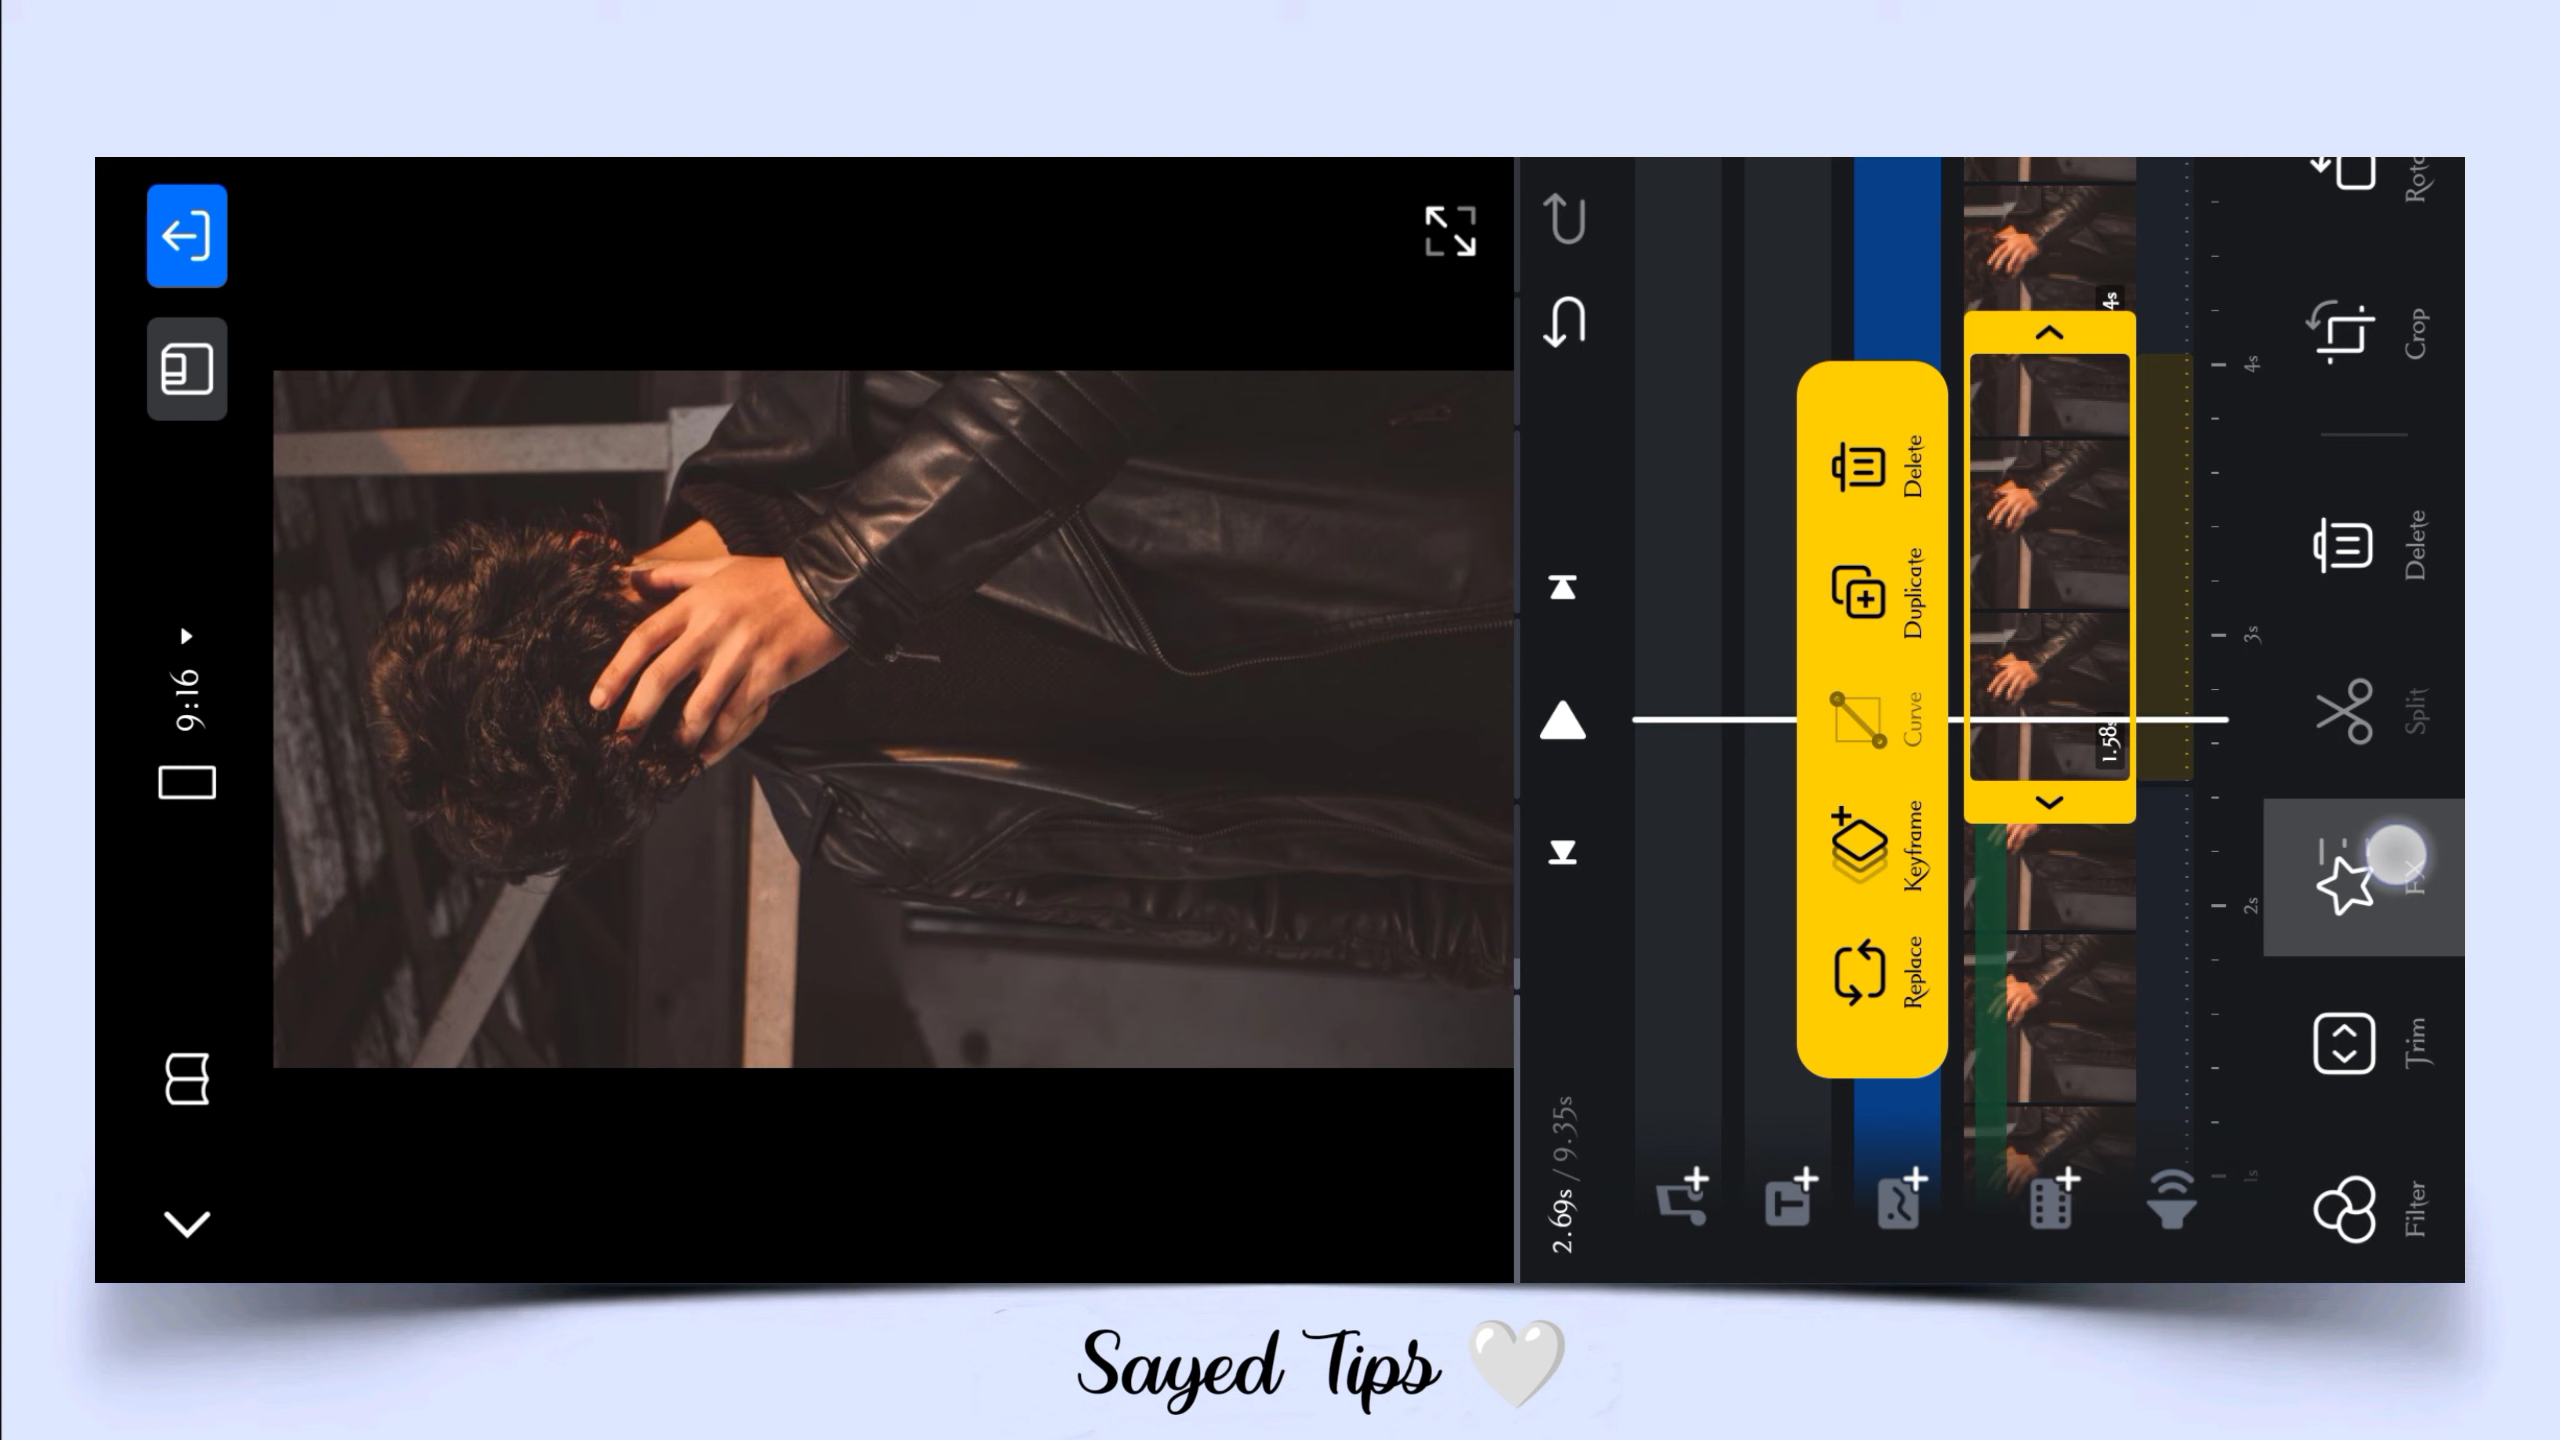 9:16
2.69s / 9.35s
Replace
Keyframe
Curve
Duplicate
Delete
1.58s
4s
1s
2s
3s
4s
Filter
Trim
FX
Split
Delete
Crop
Sayed Tips 🤍